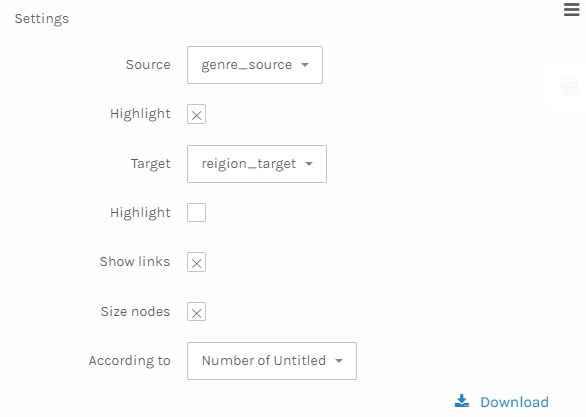 Settings
Source genre_source
Highlight
Target reigion_target
Highlight
Show links
Size nodes
According to Number of Untitled
Download